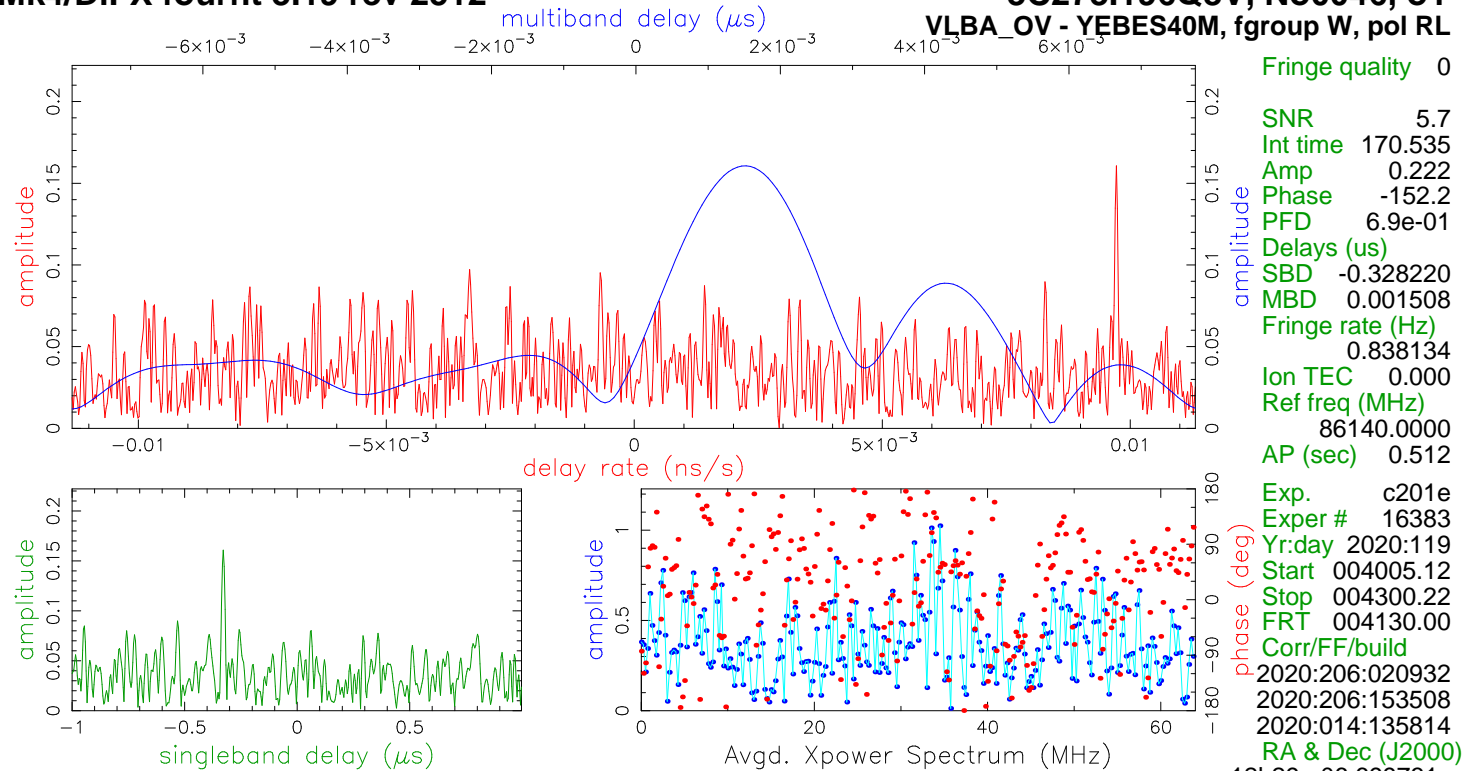 multiband delay (μs)
VLBA_OV - YEBES40M, fgroup W, pol RL
−6×10⁻³ −4×10⁻³ −2×10⁻³ 0 2×10⁻³ 4×10⁻³ 6×10⁻³
amplitude
0 0.05 0.1 0.15 0.2
amplitude
0 0.05 0.1 0.15 0.2
−0.01 −5×10⁻³ 0 5×10⁻³ 0.01
delay rate (ns/s)
amplitude
0 0.05 0.1 0.15 0.2
−1 −0.5 0 0.5
singleband delay (μs)
amplitude
0 0.5 1
phase (deg)
−180 −90 0 90 180
0 20 40 60
Avgd. Xpower Spectrum (MHz)
Fringe quality 0
SNR 5.7
Int time 170.535
Amp 0.222
Phase -152.2
PFD 6.9e-01
Delays (us)
SBD -0.328220
MBD 0.001508
Fringe rate (Hz)
0.838134
Ion TEC 0.000
Ref freq (MHz)
86140.0000
AP (sec) 0.512
Exp. c201e
Exper # 16383
Yr:day 2020:119
Start 004005.12
Stop 004300.22
FRT 004130.00
Corr/FF/build
2020:206:020932
2020:206:153508
2020:014:135814
RA & Dec (J2000)